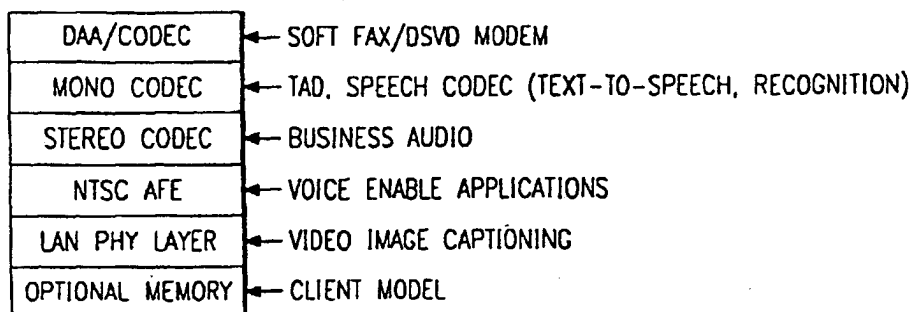 DAA/CODEC SOFT FAX/DSVD MODEM
MONO CODEC TAD, SPEECH CODEC (TEXT-TO-SPEECH, RECOGNITION)
STEREO CODEC BUSINESS AUDIO
NTSC AFE VOICE ENABLE APPLICATIONS
LAN PHY LAYER VIDEO IMAGE CAPTIONING
OPTIONAL MEMORY CLIENT MODEL